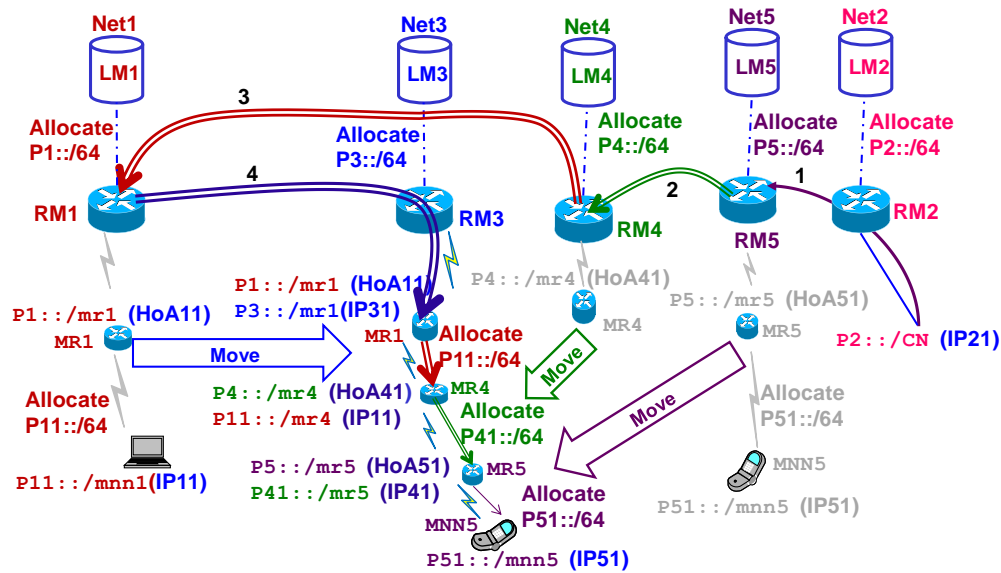 Net1
Net3
Net4
Net5
Net2
LM1
LM3
LM4
LM5
LM2
3
Allocate
P1::/64
Allocate
P3::/64
Allocate
P4::/64
Allocate
P5::/64
Allocate
P2::/64
4
2
1
RM1
RM3
RM4
RM5
RM2
P1::/mr1 (HoA11)
MR1
P1::/mr1 (HoA11)
P3::/mr1(IP31)
MR1
P4::/mr4 (HoA41)
MR4
P5::/mr5 (HoA51)
MR5
P2::/CN (IP21)
Move
Allocate
P11::/64
Move
Move
Allocate
P11::/64
P4::/mr4 (HoA41)
P11::/mr4 (IP11)
MR4
Allocate
P41::/64
Allocate
P51::/64
P11::/mnn1(IP11)
P5::/mr5 (HoA51)
P41::/mr5 (IP41)
MR5
Allocate
P51::/64
MNN5
P51::/mnn5 (IP51)
MNN5
P51::/mnn5 (IP51)